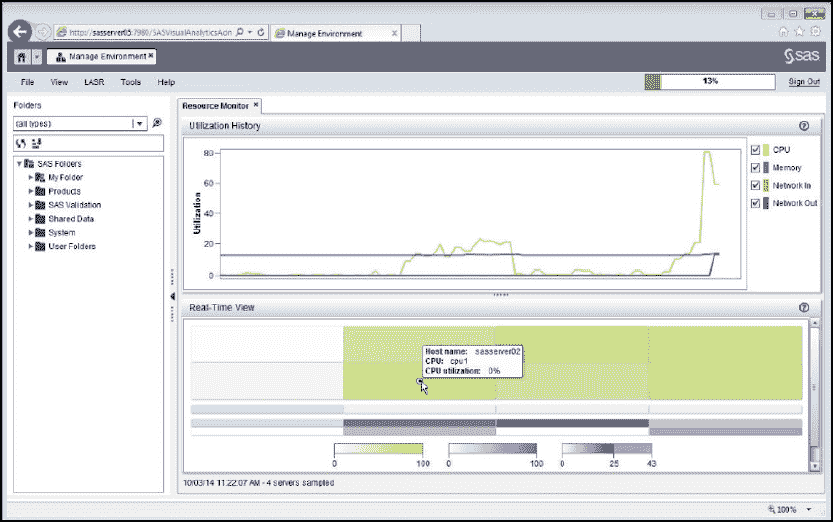 http://sasserver05:7980/SASVisualAnalyticsAdm
Manage Environment
Manage Environment
sas
File View LASR Tools Help
13%
Sign Out
Folders
(all types)
SAS Folders
My Folder
Products
SAS Validation
Shared Data
System
User Folders
Resource Monitor
Utilization History
Utilization
80
60
40
20
0
CPU
Memory
Network In
Network Out
Real-Time View
Host name: sasserver02
CPU: cpu1
CPU utilization: 0%
0 100
0 100
0 25 43
10/03/14 11:22:07 AM - 4 servers sampled
100%